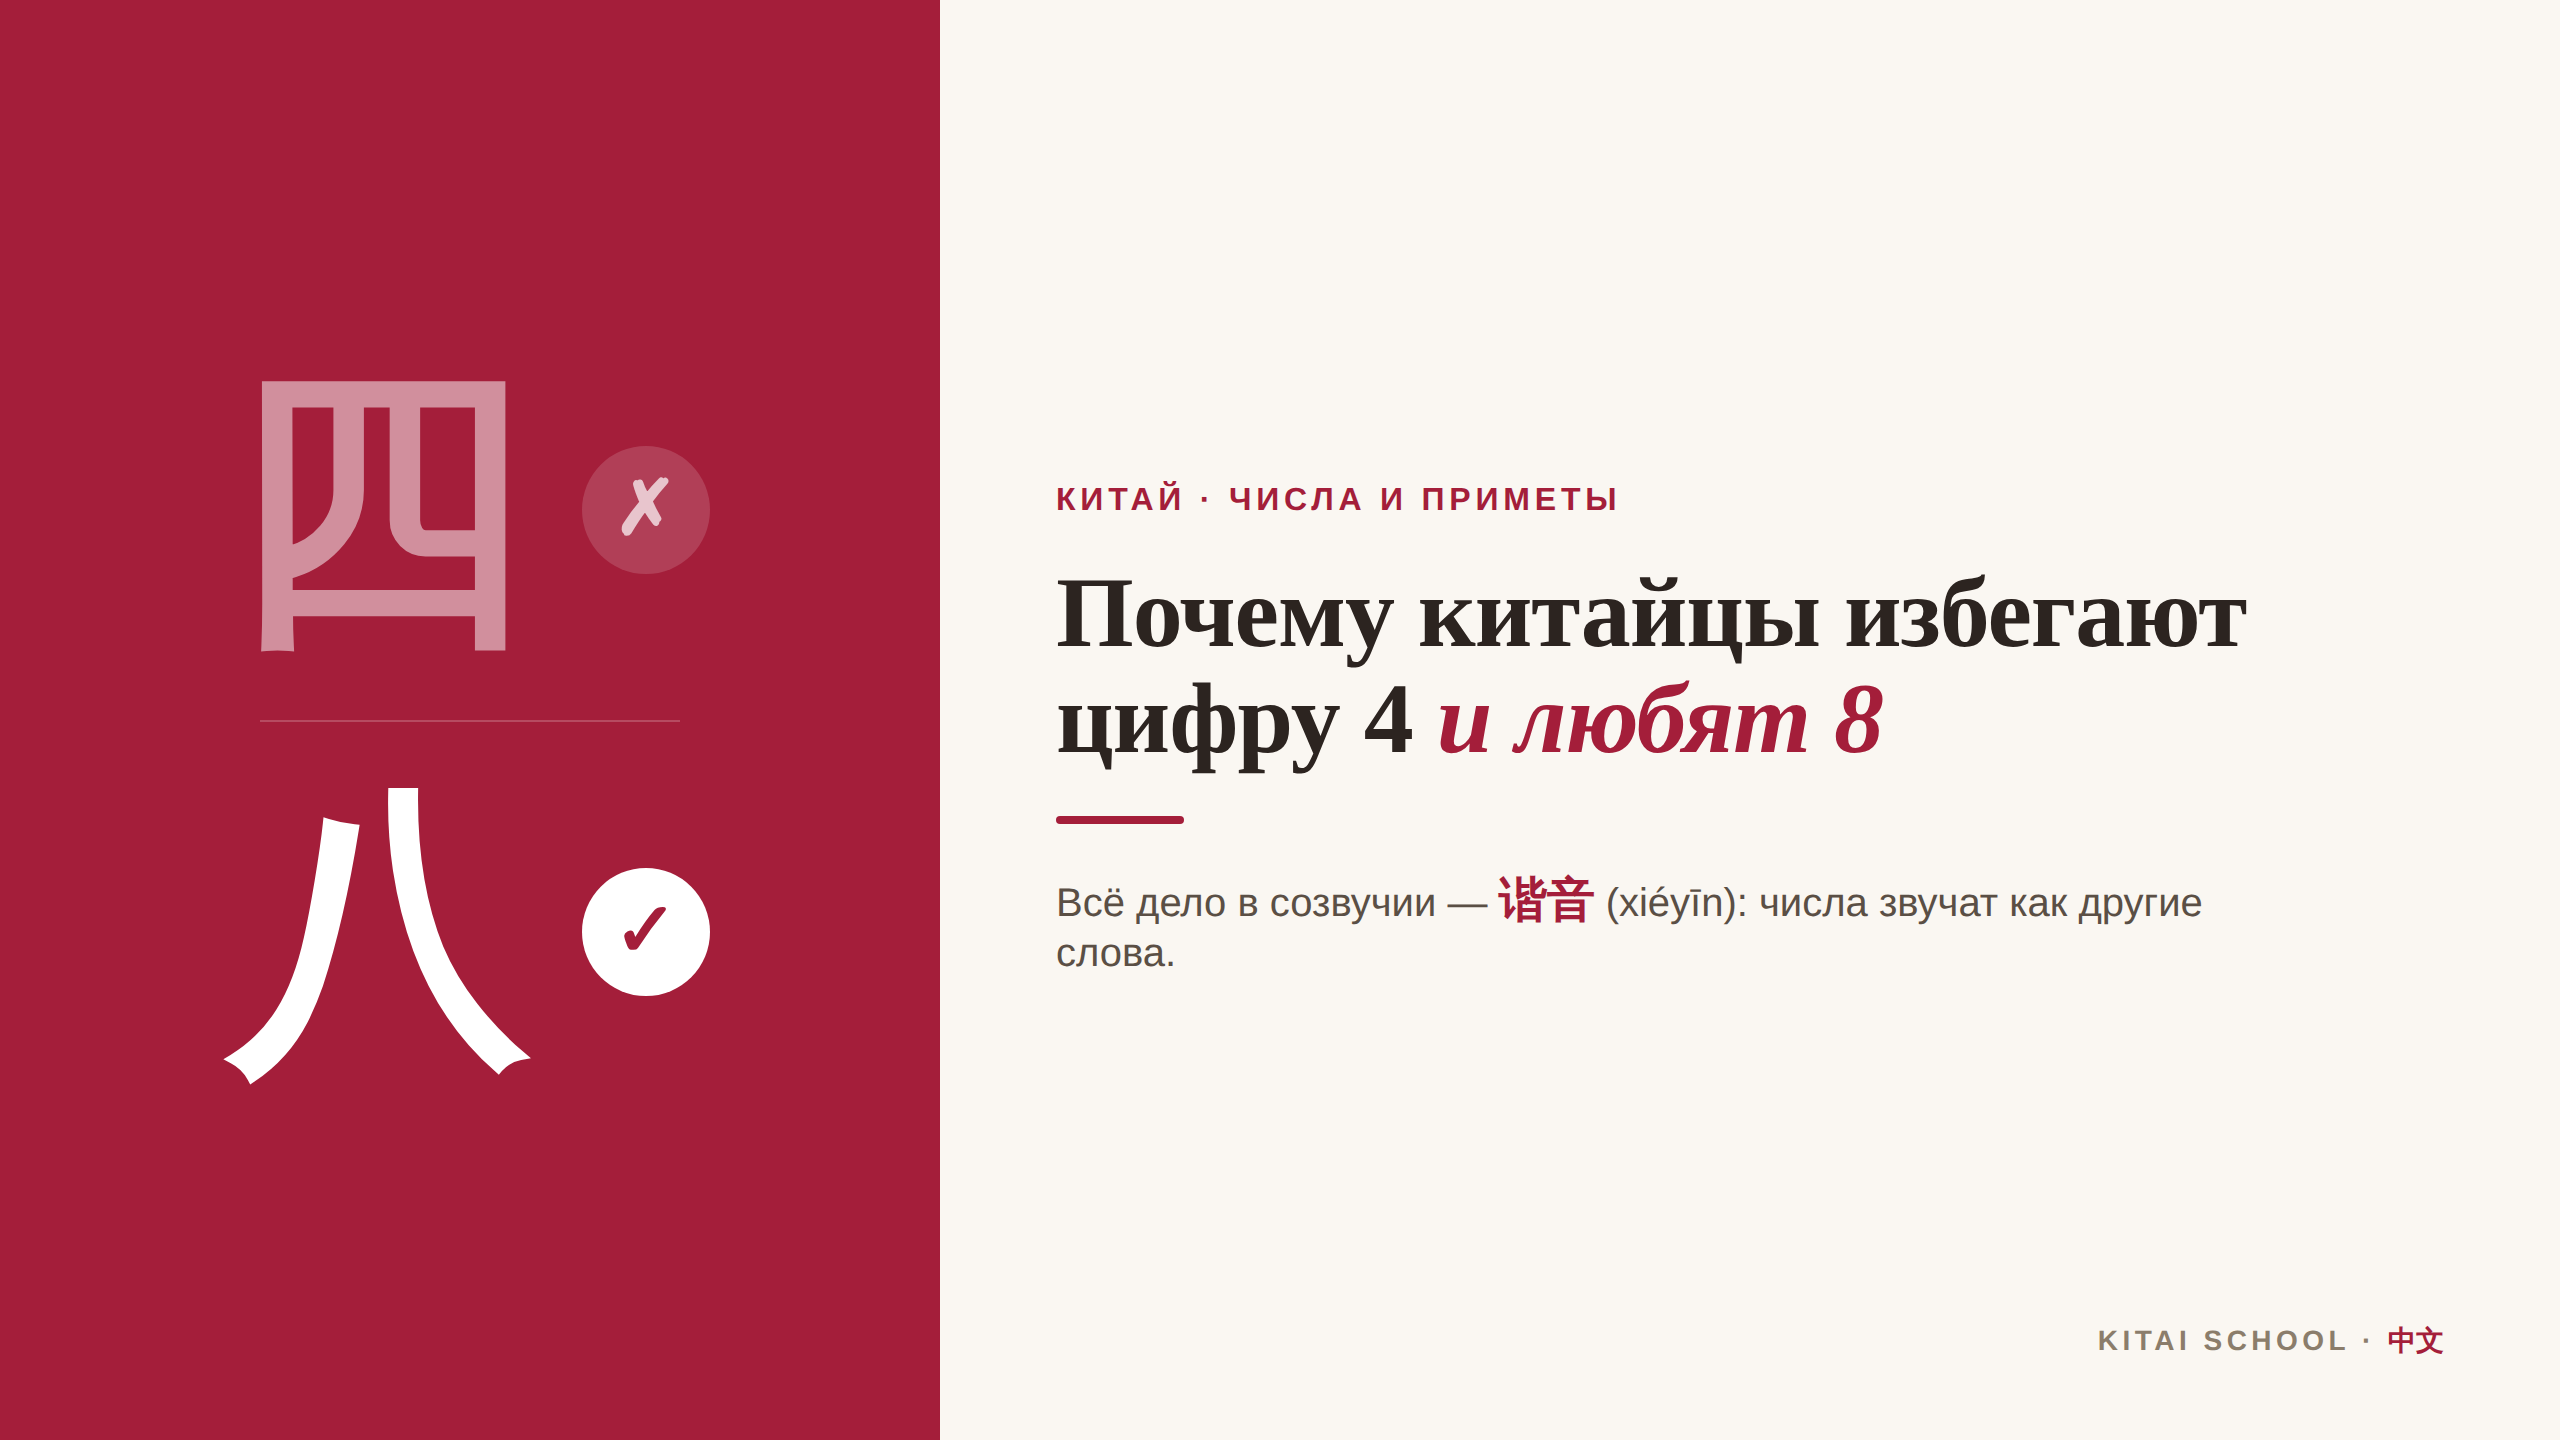 四 ✗
八 ✓
КИТАЙ · ЧИСЛА И ПРИМЕТЫ
Почему китайцы избегают
цифру 4 и любят 8
Всё дело в созвучии — 谐音 (xiéyīn): числа звучат как другие
слова.
KITAI SCHOOL · 中文